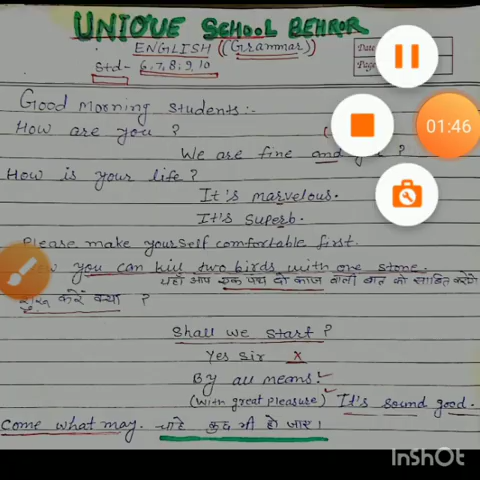 UNIQUE SCHOOL BEHROR
ENGLISH ((Grammar)) Date
Std- 6,7,8,9,10 Page
Good Morning Students:-
How are you ?
We are fine and ?
How is your life ?
It's marvelous.
It's Superb.
Please make yourself comfortable first.
you can kill two birds with one stone.
यहाँ आप एक पंथ दो काज वाली बात को साबित करेंगे
शुरू करें क्या ?
Shall we Start ?
Yes Sir X
By all means. ✓
(With great pleasure) ✓ It's sound good.
Come what may. चाहे कुछ भी हो जाए।
01:46
InShOt